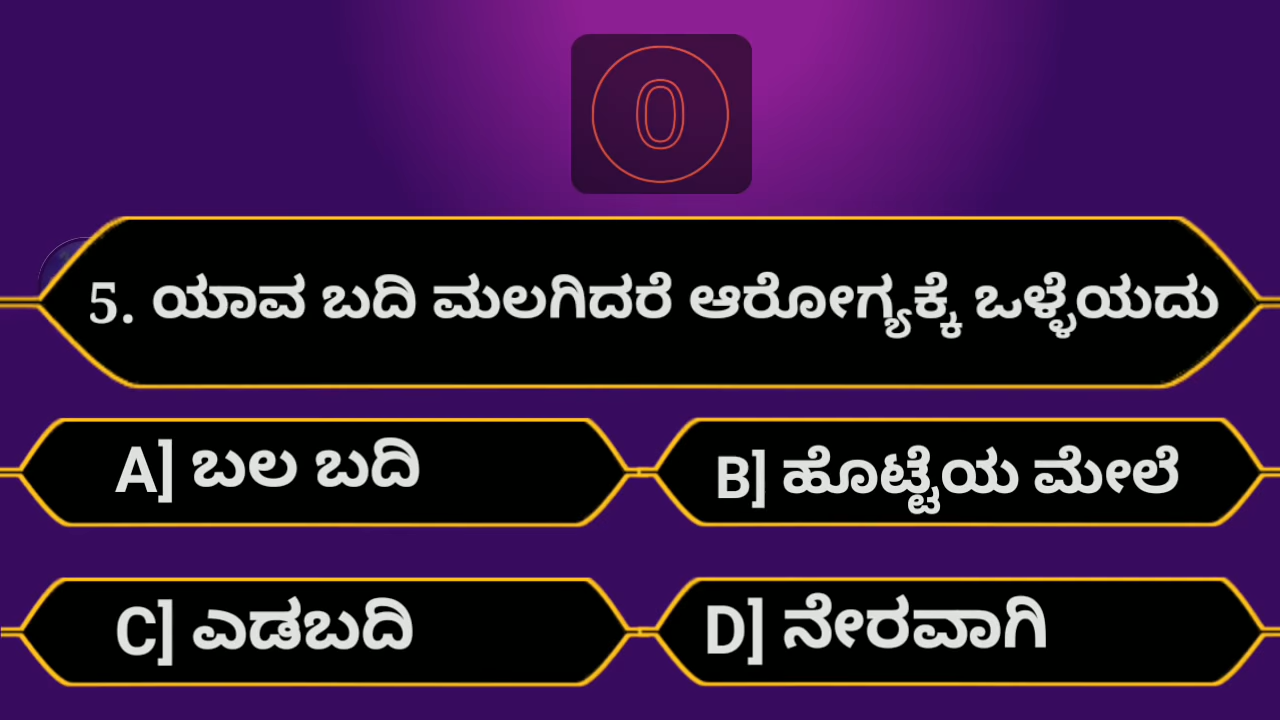 0
5. ಯಾವ ಬದಿ ಮಲಗಿದರೆ ಆರೋಗ್ಯಕ್ಕೆ ಒಳ್ಳೆಯದು
A] ಬಲ ಬದಿ
B] ಹೊಟ್ಟೆಯ ಮೇಲೆ
C] ಎಡಬದಿ
D] ನೇರವಾಗಿ